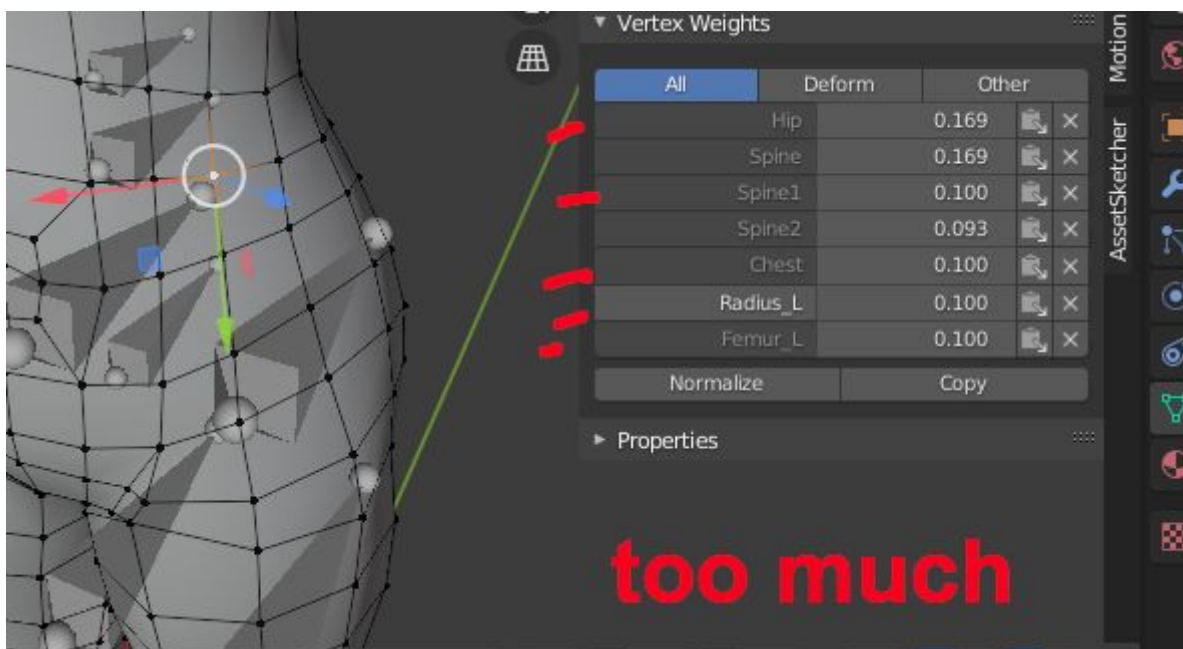 Vertex Weights
All Deform Other
Hip 0.169
Spine 0.169
Spine1 0.100
Spine2 0.093
Chest 0.100
Radius_L 0.100
Femur_L 0.100
Normalize Copy
Properties
too much
Motion
AssetSketcher